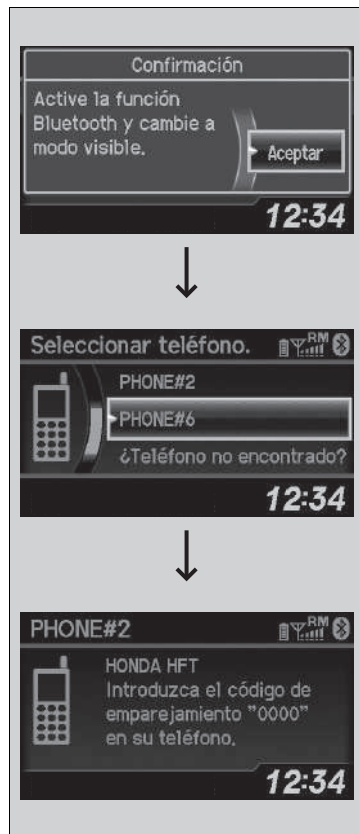 Confirmación
Active la función
Bluetooth y cambie a
modo visible.
Aceptar
12:34
Seleccionar teléfono.
RM
PHONE#2
PHONE#6
¿Teléfono no encontrado?
12:34
PHONE#2
RM
HONDA HFT
Introduzca el código de
emparejamiento "0000"
en su teléfono.
12:34